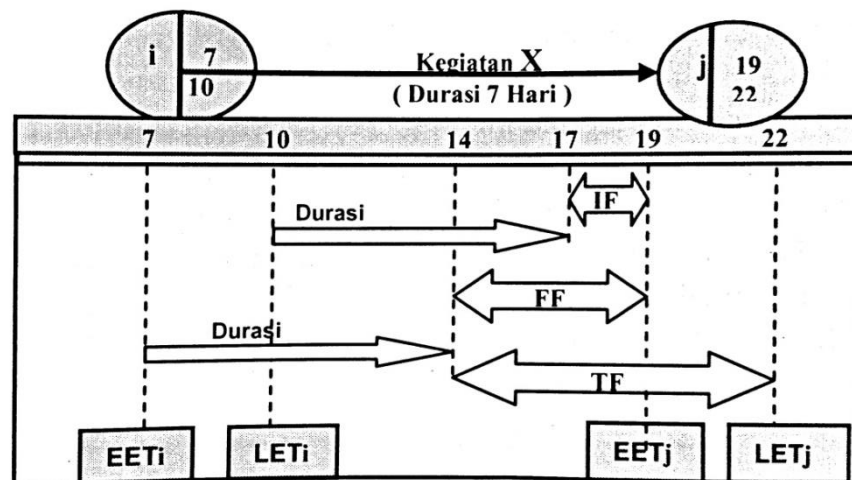 i 7 Kegiatan X j 19
10 ( Durasi 7 Hari ) 22
7 10 14 17 19 22
IF
Durasi
FF
Durasi
TF
EETi LETi EETj LETj